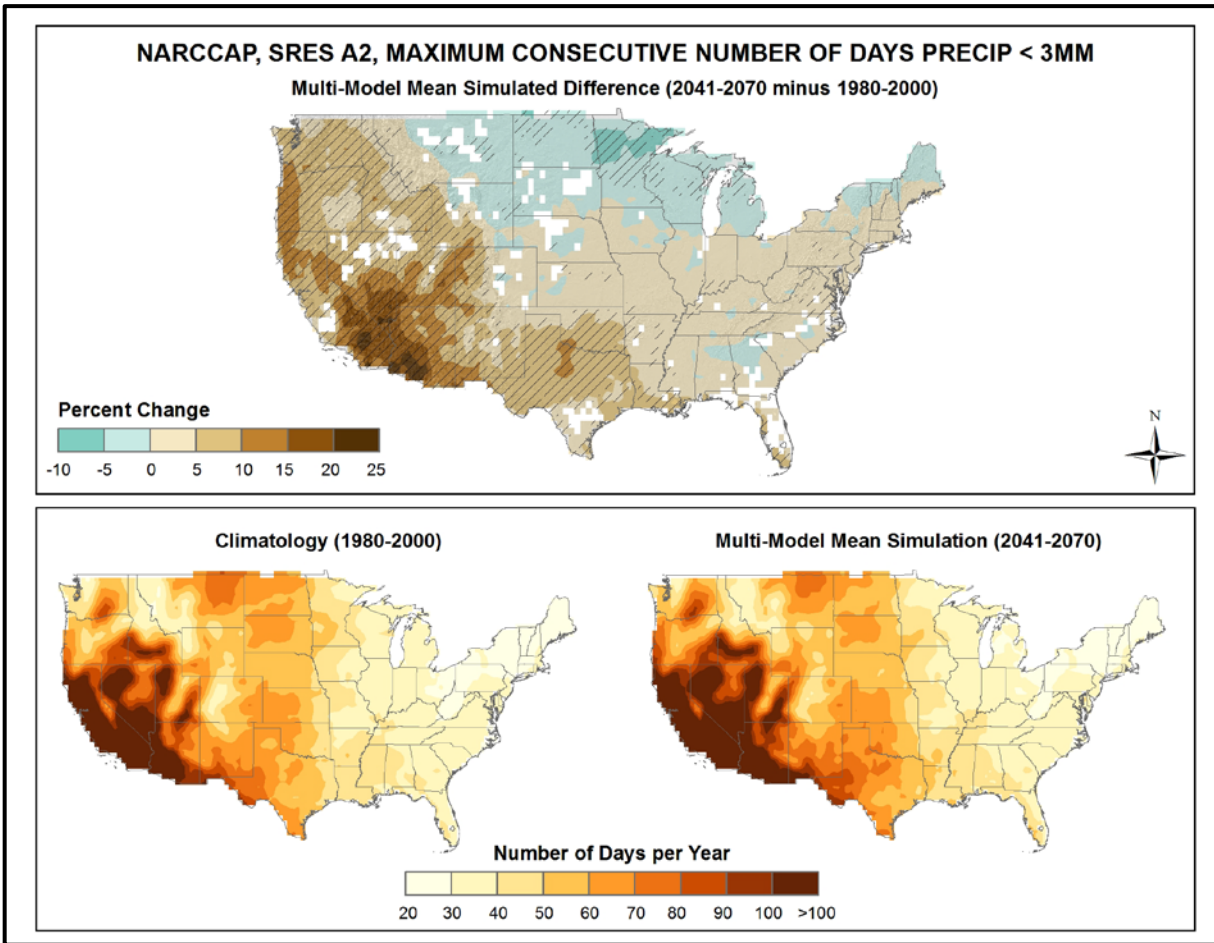 NARCCAP, SRES A2, MAXIMUM CONSECUTIVE NUMBER OF DAYS PRECIP < 3MM
Multi-Model Mean Simulated Difference (2041-2070 minus 1980-2000)
Percent Change
-10 -5 0 5 10 15 20 25
N
Climatology (1980-2000)
Multi-Model Mean Simulation (2041-2070)
Number of Days per Year
20 30 40 50 60 70 80 90 100 >100